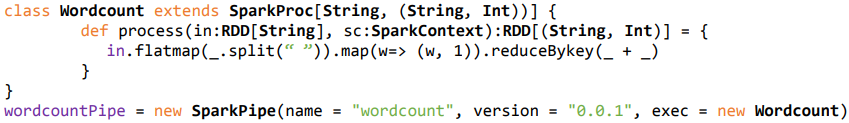 class Wordcount extends SparkProc[String, (String, Int))] {
def process(in:RDD[String], sc:SparkContext):RDD[(String, Int)] = {
in.flatmap(_.split(“ ”)).map(w=> (w, 1)).reduceBykey(_ + _)
}
}
wordcountPipe = new SparkPipe(name = "wordcount", version = "0.0.1", exec = new Wordcount)